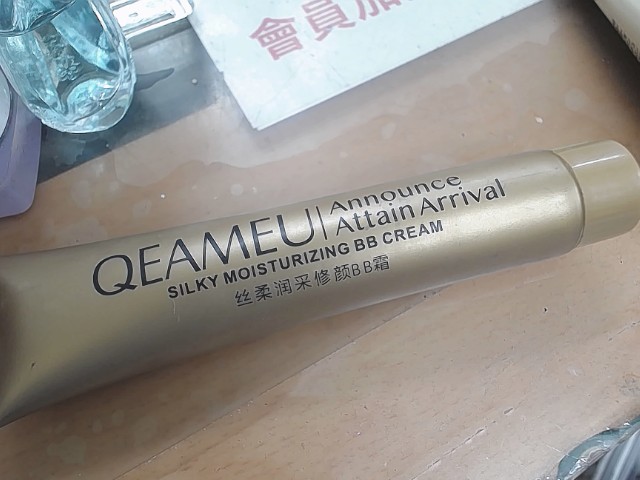 會員加
QEAMEU
Announce
Attain Arrival
SILKY MOISTURIZING BB CREAM
丝柔润采修颜BB霜